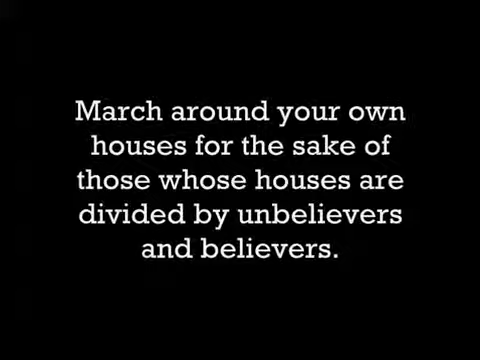 March around your own
houses for the sake of
those whose houses are
divided by unbelievers
and believers.